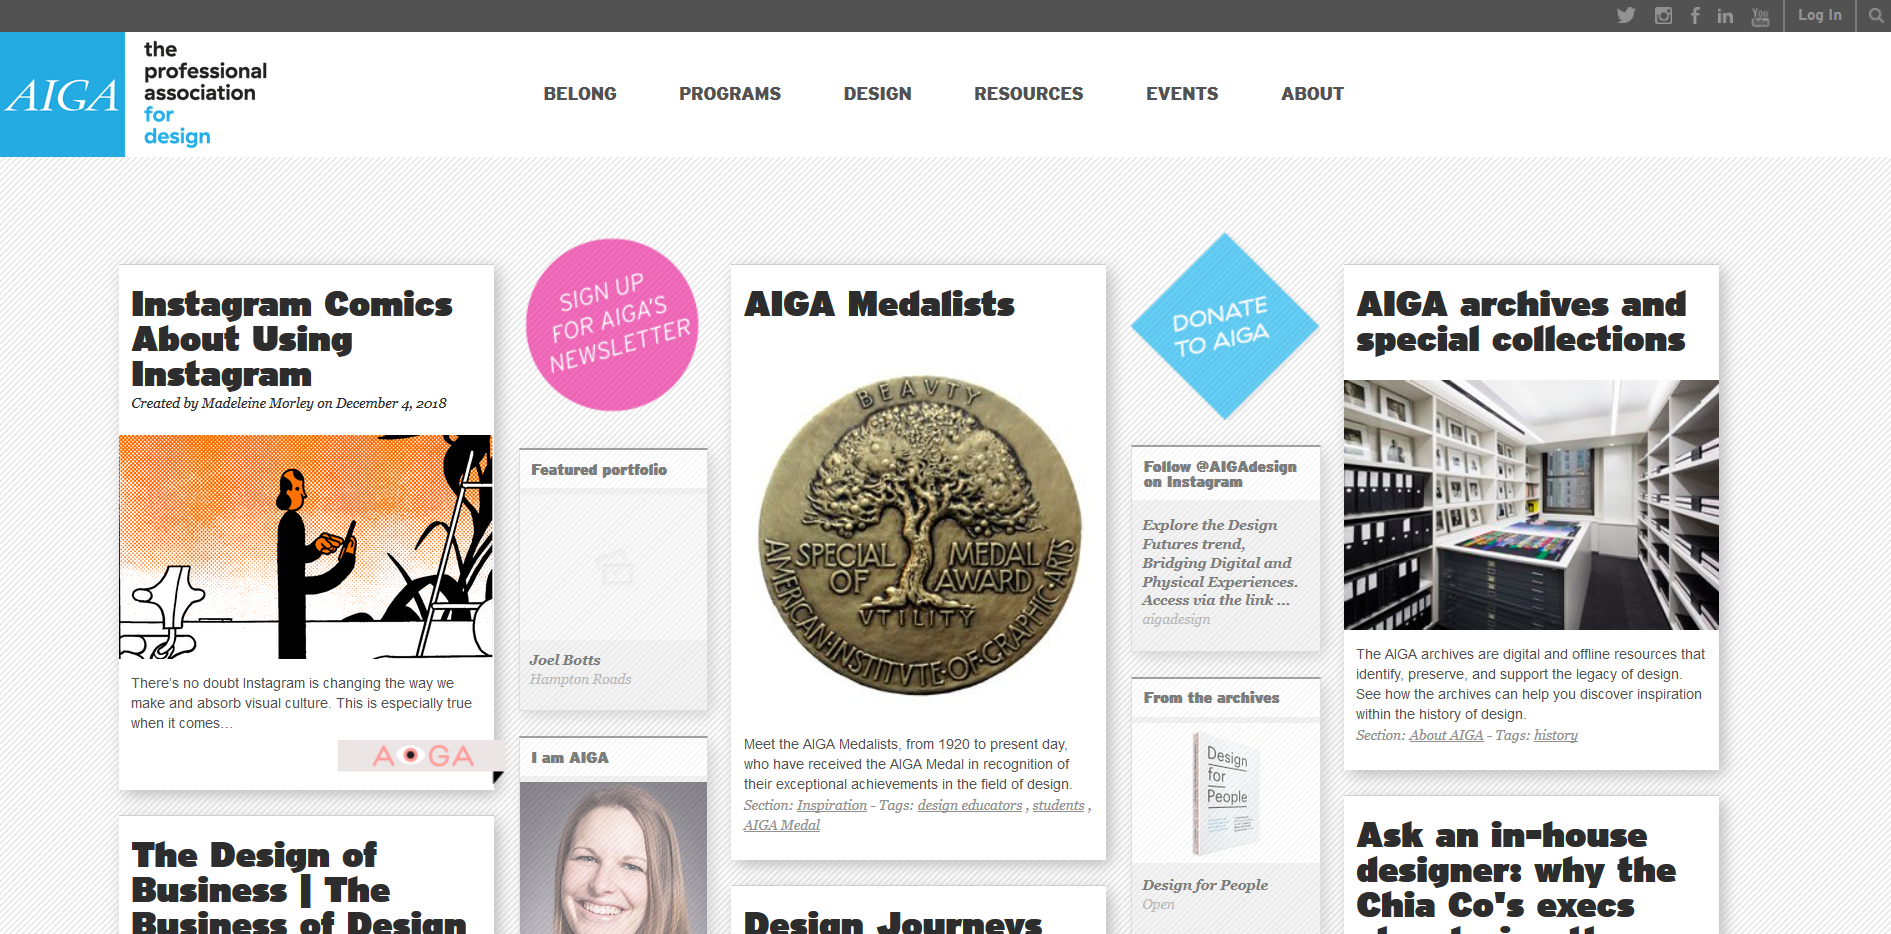 You
Tube
Log In
AIGA
the
professional
association
for
design
BELONG
PROGRAMS
DESIGN
RESOURCES
EVENTS
ABOUT
Instagram Comics
About Using
Instagram
Created by Madeleine Morley on December 4, 2018
There's no doubt Instagram is changing the way we
make and absorb visual culture. This is especially true
when it comes…
A GA
The Design of
Business | The
Business of Design
SIGN UP
FOR AIGA'S
NEWSLETTER
Featured portfolio
Joel Botts
Hampton Roads
I am AIGA
AIGA Medalists
BEAVTY
SPECIAL MEDAL
OF AWARD
VTILITY
AMERICAN·INSTITVTE·OF·GRAPHIC·ARTS
Meet the AIGA Medalists, from 1920 to present day,
who have received the AIGA Medal in recognition of
their exceptional achievements in the field of design.
Section: Inspiration - Tags: design educators , students ,
AIGA Medal
Design Journeys
DONATE
TO AIGA
Follow @AIGAdesign
on Instagram
Explore the Design
Futures trend,
Bridging Digital and
Physical Experiences.
Access via the link ...
aigadesign
From the archives
Design
for
People
Design for People
Open
AIGA archives and
special collections
The AIGA archives are digital and offline resources that
identify, preserve, and support the legacy of design.
See how the archives can help you discover inspiration
within the history of design.
Section: About AIGA - Tags: history
Ask an in-house
designer: why the
Chia Co's execs